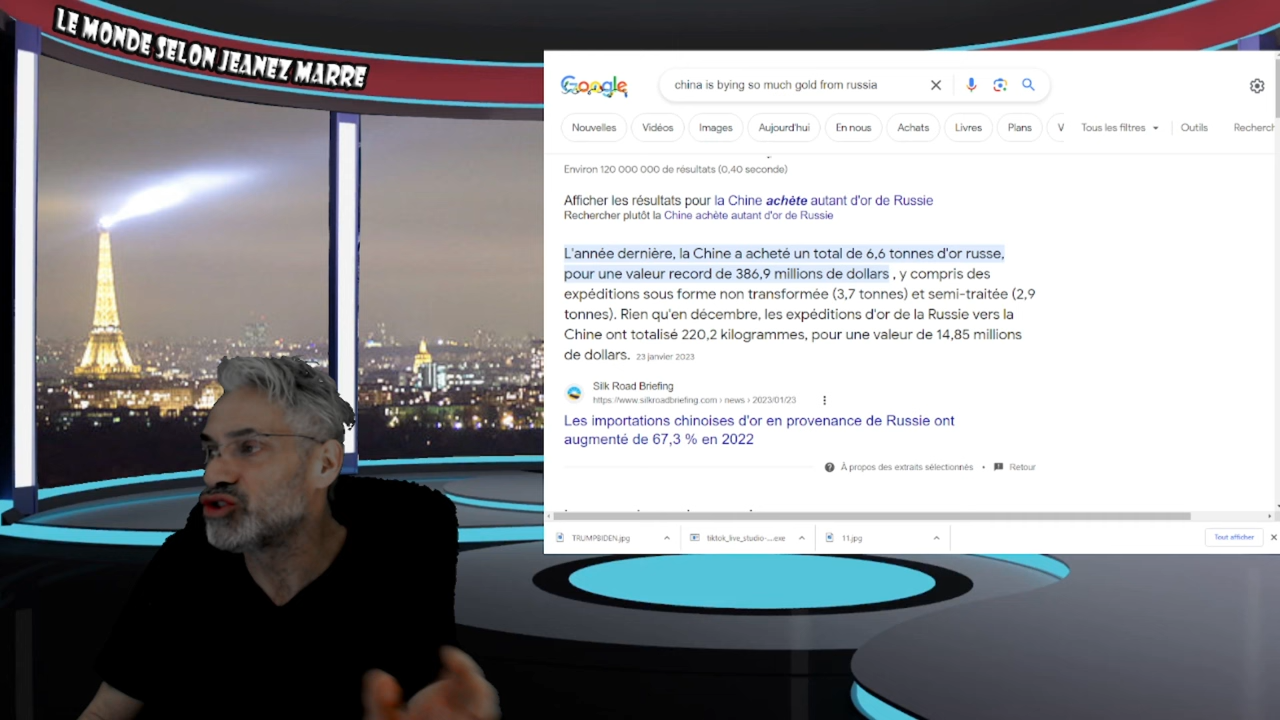 LE MONDE SELON JEANEZ MARRE
Google
china is bying so much gold from russia
Nouvelles
Vidéos
Images
Aujourd'hui
En nous
Achats
Livres
Plans
V
Tous les filtres
Outils
Recherch
Environ 120 000 000 de résultats (0,40 seconde)
Afficher les résultats pour la Chine achète autant d'or de Russie
Rechercher plutôt la Chine achète autant d'or de Russie
L'année dernière, la Chine a acheté un total de 6,6 tonnes d'or russe,
pour une valeur record de 386,9 millions de dollars , y compris des
expéditions sous forme non transformée (3,7 tonnes) et semi-traitée (2,9
tonnes). Rien qu'en décembre, les expéditions d'or de la Russie vers la
Chine ont totalisé 220,2 kilogrammes, pour une valeur de 14,85 millions
de dollars. 23 janvier 2023
Silk Road Briefing
https://www.silkroadbriefing.com › news › 2023/01/23
Les importations chinoises d'or en provenance de Russie ont
augmenté de 67,3 % en 2022
À propos des extraits sélectionnés • Retour
TRUMPBIDEN.jpg
tiktok_live_studio-....exe
11.jpg
Tout afficher